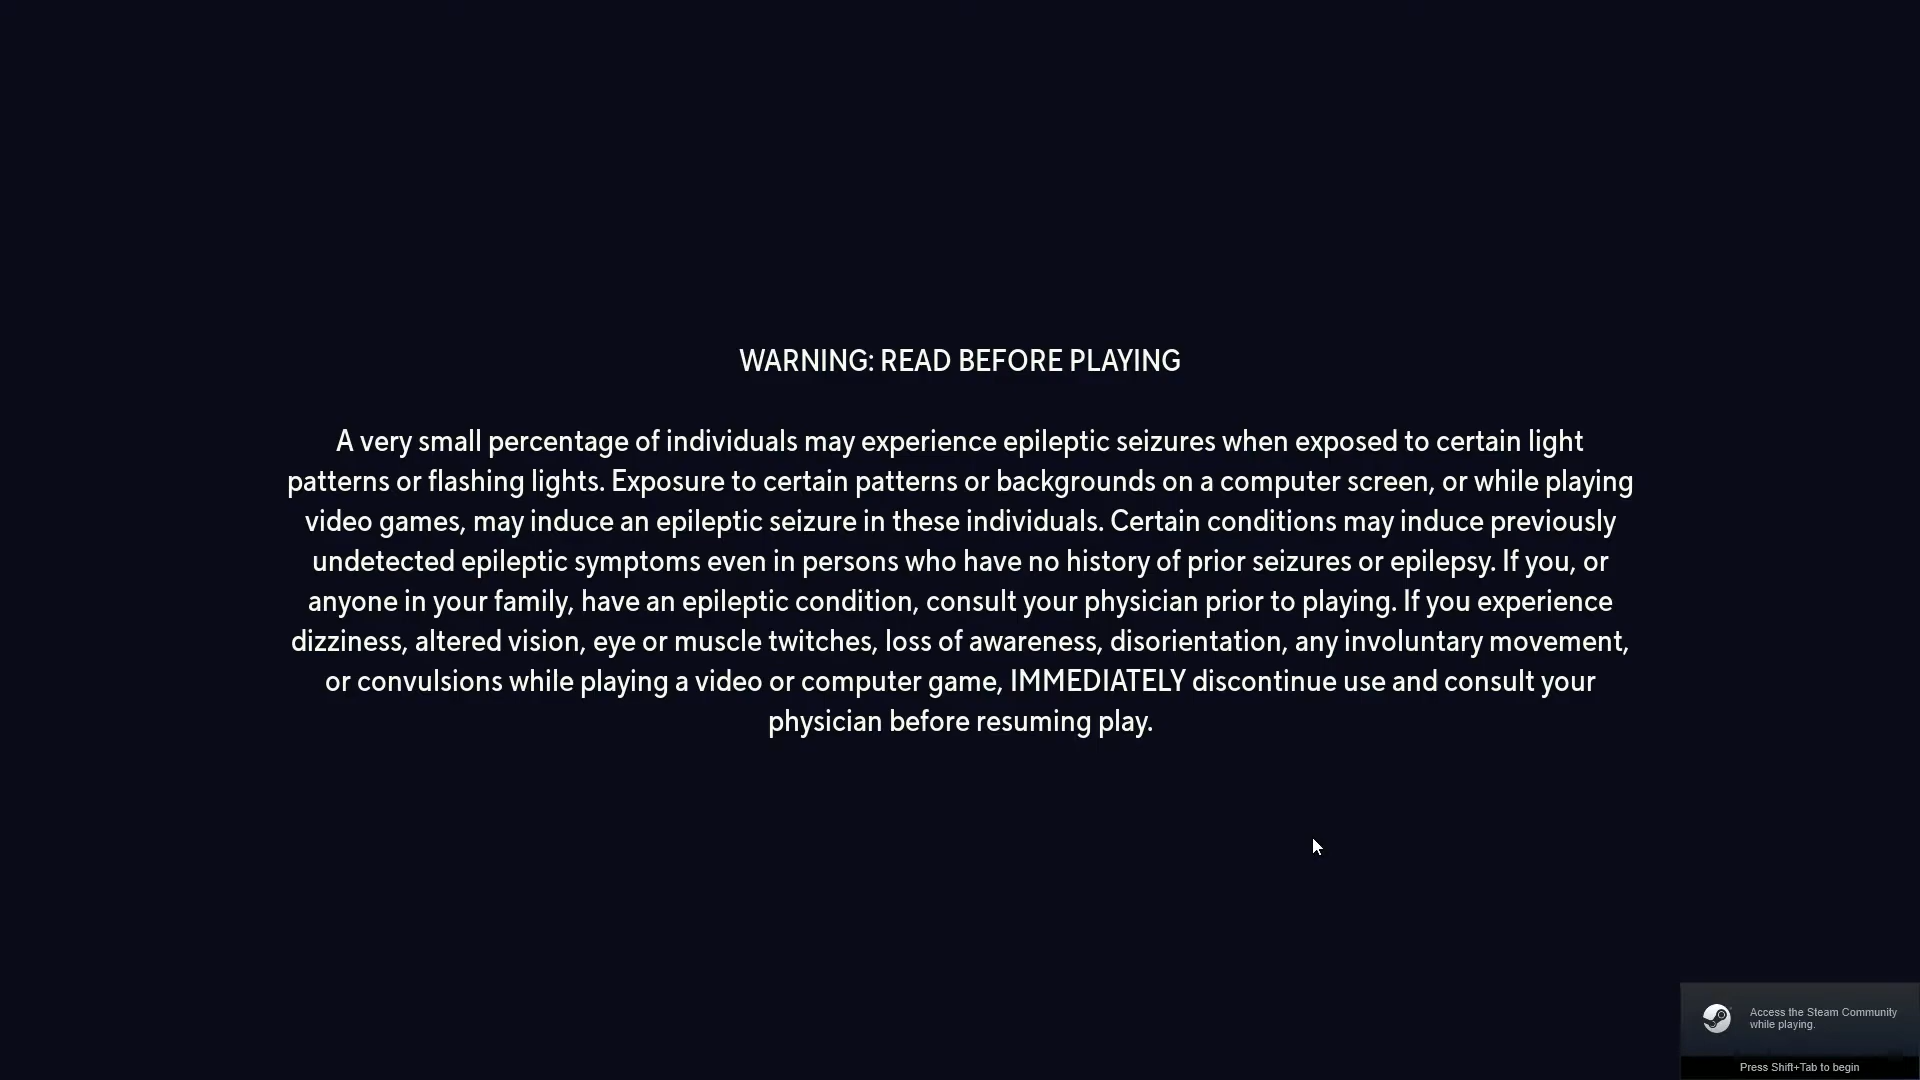 WARNING: READ BEFORE PLAYING
A very small percentage of individuals may experience epileptic seizures when exposed to certain light
patterns or flashing lights. Exposure to certain patterns or backgrounds on a computer screen, or while playing
video games, may induce an epileptic seizure in these individuals. Certain conditions may induce previously
undetected epileptic symptoms even in persons who have no history of prior seizures or epilepsy. If you, or
anyone in your family, have an epileptic condition, consult your physician prior to playing. If you experience
dizziness, altered vision, eye or muscle twitches, loss of awareness, disorientation, any involuntary movement,
or convulsions while playing a video or computer game, IMMEDIATELY discontinue use and consult your
physician before resuming play.
Access the Steam Community
while playing.
Press Shift+Tab to begin